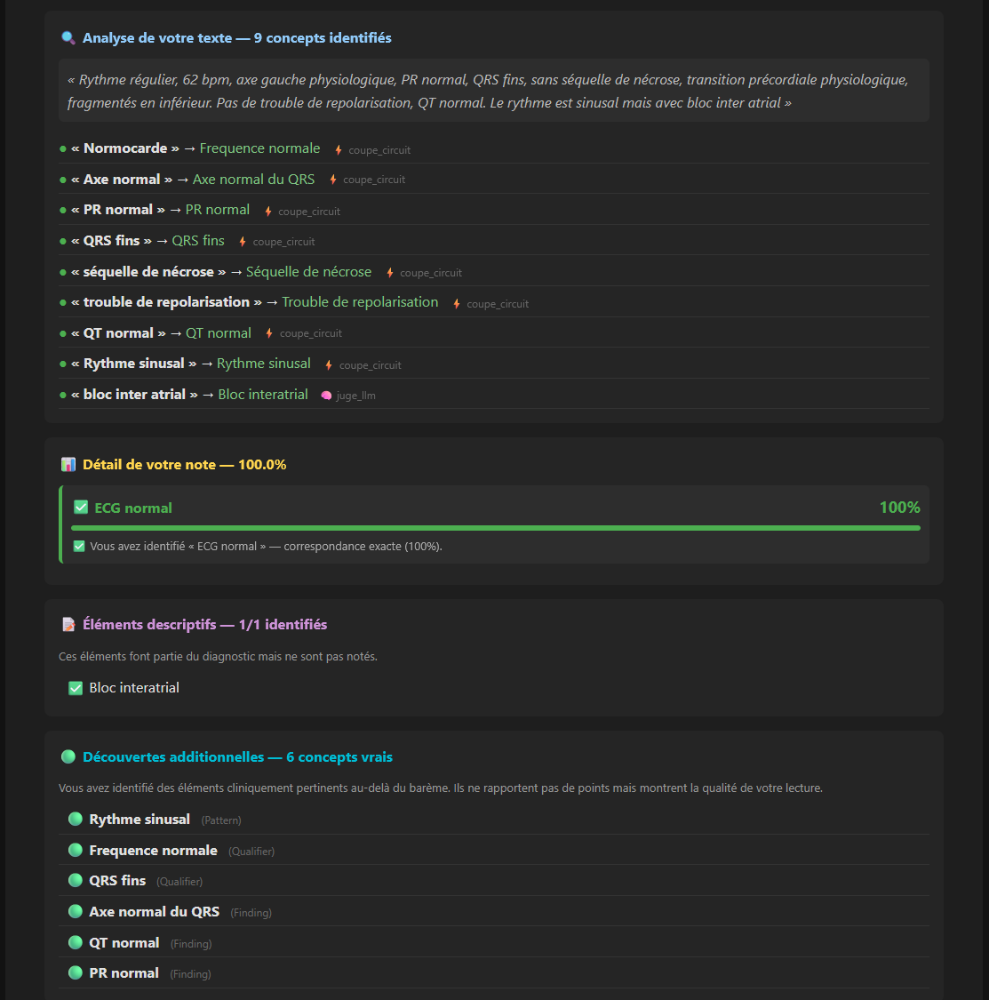 🔍 Analyse de votre texte — 9 concepts identifiés
« Rythme régulier, 62 bpm, axe gauche physiologique, PR normal, QRS fins, sans séquelle de nécrose, transition précordiale physiologique,
fragmentés en inférieur. Pas de trouble de repolarisation, QT normal. Le rythme est sinusal mais avec bloc inter atrial »
« Normocarde » → Frequence normale ⚡ coupe_circuit
« Axe normal » → Axe normal du QRS ⚡ coupe_circuit
« PR normal » → PR normal ⚡ coupe_circuit
« QRS fins » → QRS fins ⚡ coupe_circuit
« séquelle de nécrose » → Séquelle de nécrose ⚡ coupe_circuit
« trouble de repolarisation » → Trouble de repolarisation ⚡ coupe_circuit
« QT normal » → QT normal ⚡ coupe_circuit
« Rythme sinusal » → Rythme sinusal ⚡ coupe_circuit
« bloc inter atrial » → Bloc interatrial 🧠 juge_llm
📊 Détail de votre note — 100.0%
✅ ECG normal 100%
✅ Vous avez identifié « ECG normal » — correspondance exacte (100%).
📝 Éléments descriptifs — 1/1 identifiés
Ces éléments font partie du diagnostic mais ne sont pas notés.
✅ Bloc interatrial
🟢 Découvertes additionnelles — 6 concepts vrais
Vous avez identifié des éléments cliniquement pertinents au-delà du barème. Ils ne rapportent pas de points mais montrent la qualité de votre lecture.
🟢 Rythme sinusal (Pattern)
🟢 Frequence normale (Qualifier)
🟢 QRS fins (Qualifier)
🟢 Axe normal du QRS (Finding)
🟢 QT normal (Finding)
🟢 PR normal (Finding)